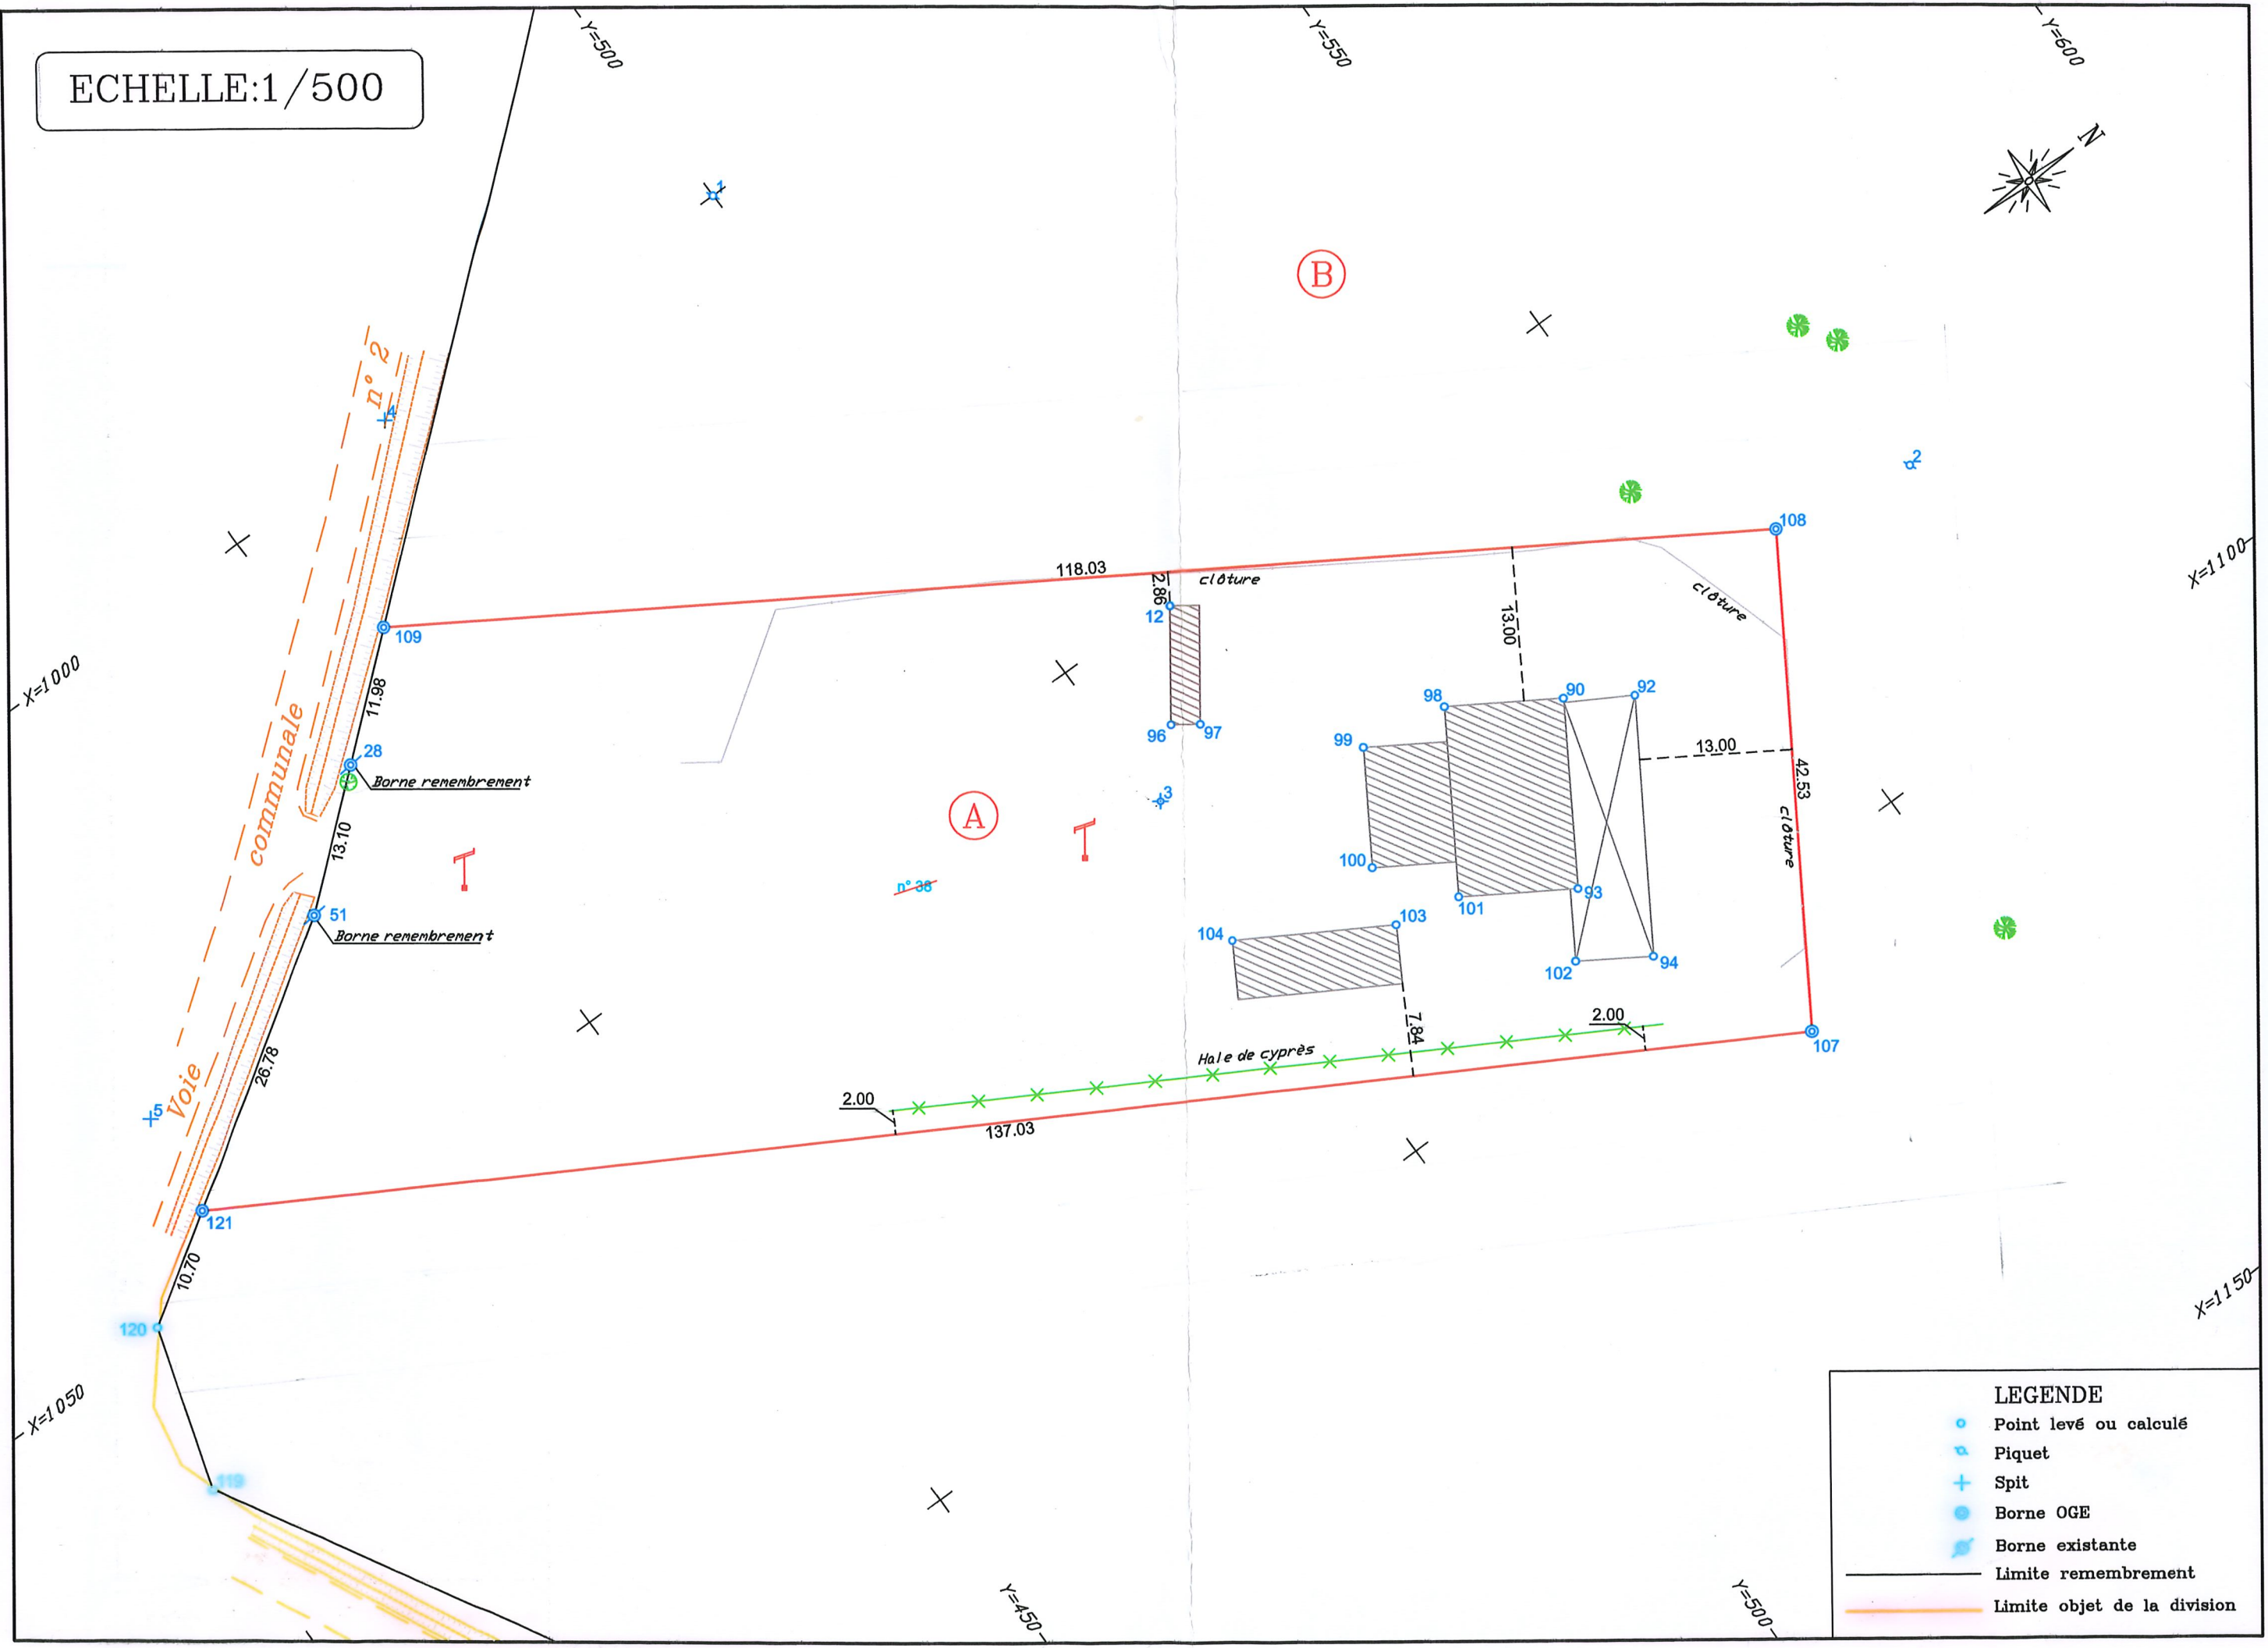 ECHELLE:1/500
Y=500
Y=550
Y=600
N
1
B
n° 2
4
2
108
X=1100
118.03
2.86
clôture
clôture
12
13.00
109
X=1000
11.98
98
90
92
96
97
99
13.00
28
Borne remembrement
42.53
communale
3
A
13.10
clôture
100
n° 38
93
101
51
Borne remembrement
103
104
102
94
2.00
7.84
107
Hale de cyprès
26.78
Voie
5
2.00
137.03
121
10.70
X=1150
120
X=1050
119
Y=450
Y=500
LEGENDE
Point levé ou calculé
Piquet
Spit
Borne OGE
Borne existante
Limite remembrement
Limite objet de la division